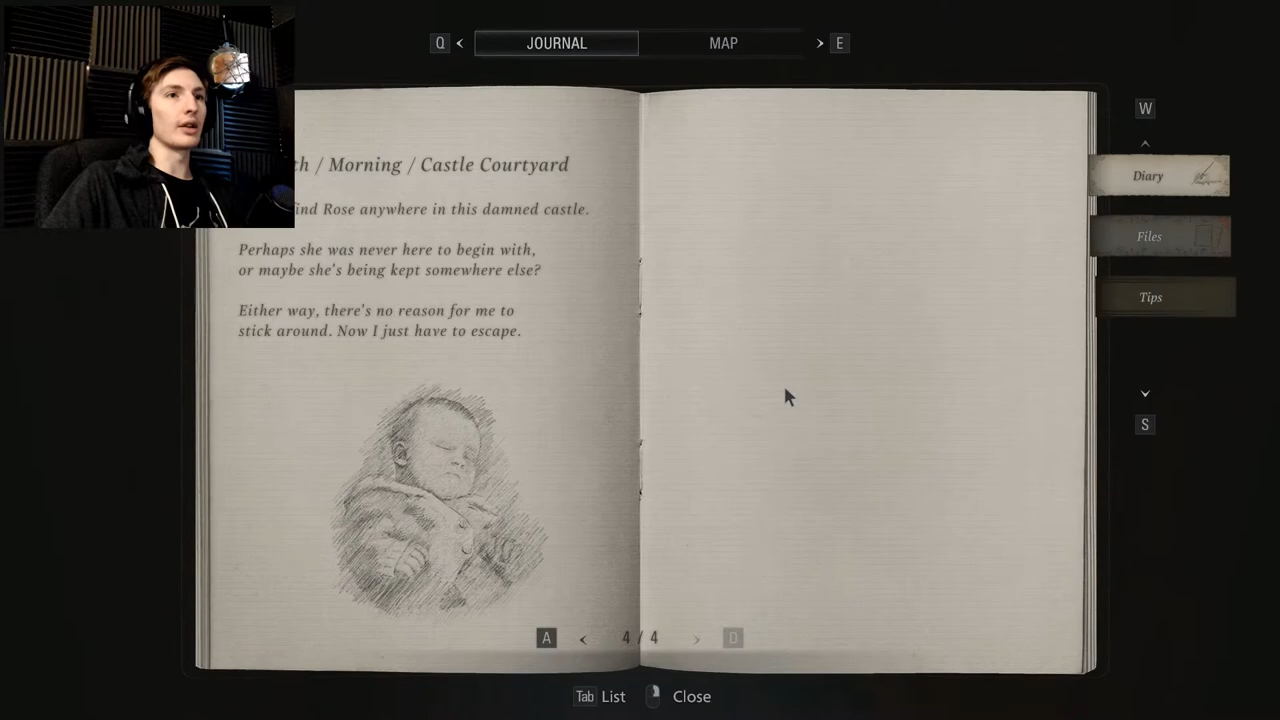 Q < JOURNAL MAP > E
W
th / Morning / Castle Courtyard
Diary
ind Rose anywhere in this damned castle.
Files
Perhaps she was never here to begin with,
or maybe she's being kept somewhere else?
Tips
Either way, there's no reason for me to
stick around. Now I just have to escape.
S
A < 4 / 4 > D
Tab List Close